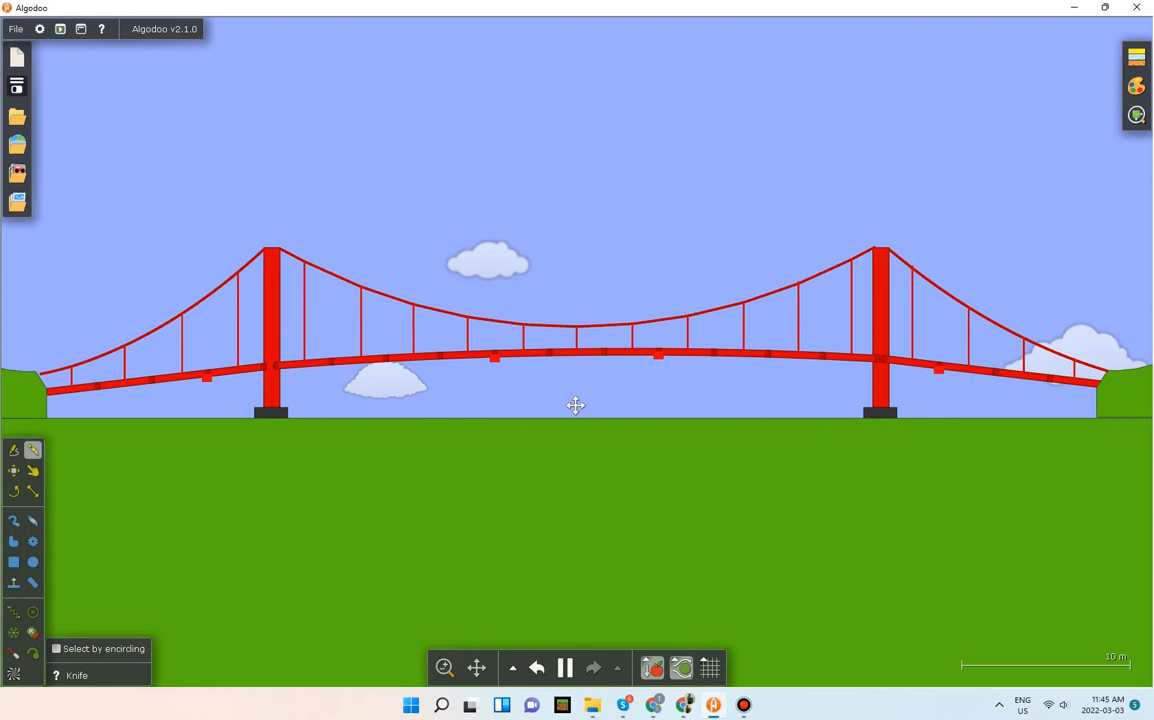 Algodoo
File
?
Algodoo v2.1.0
Select by encircling
? Knife
10 m
ENG
US
11:45 AM
2022-03-03
5